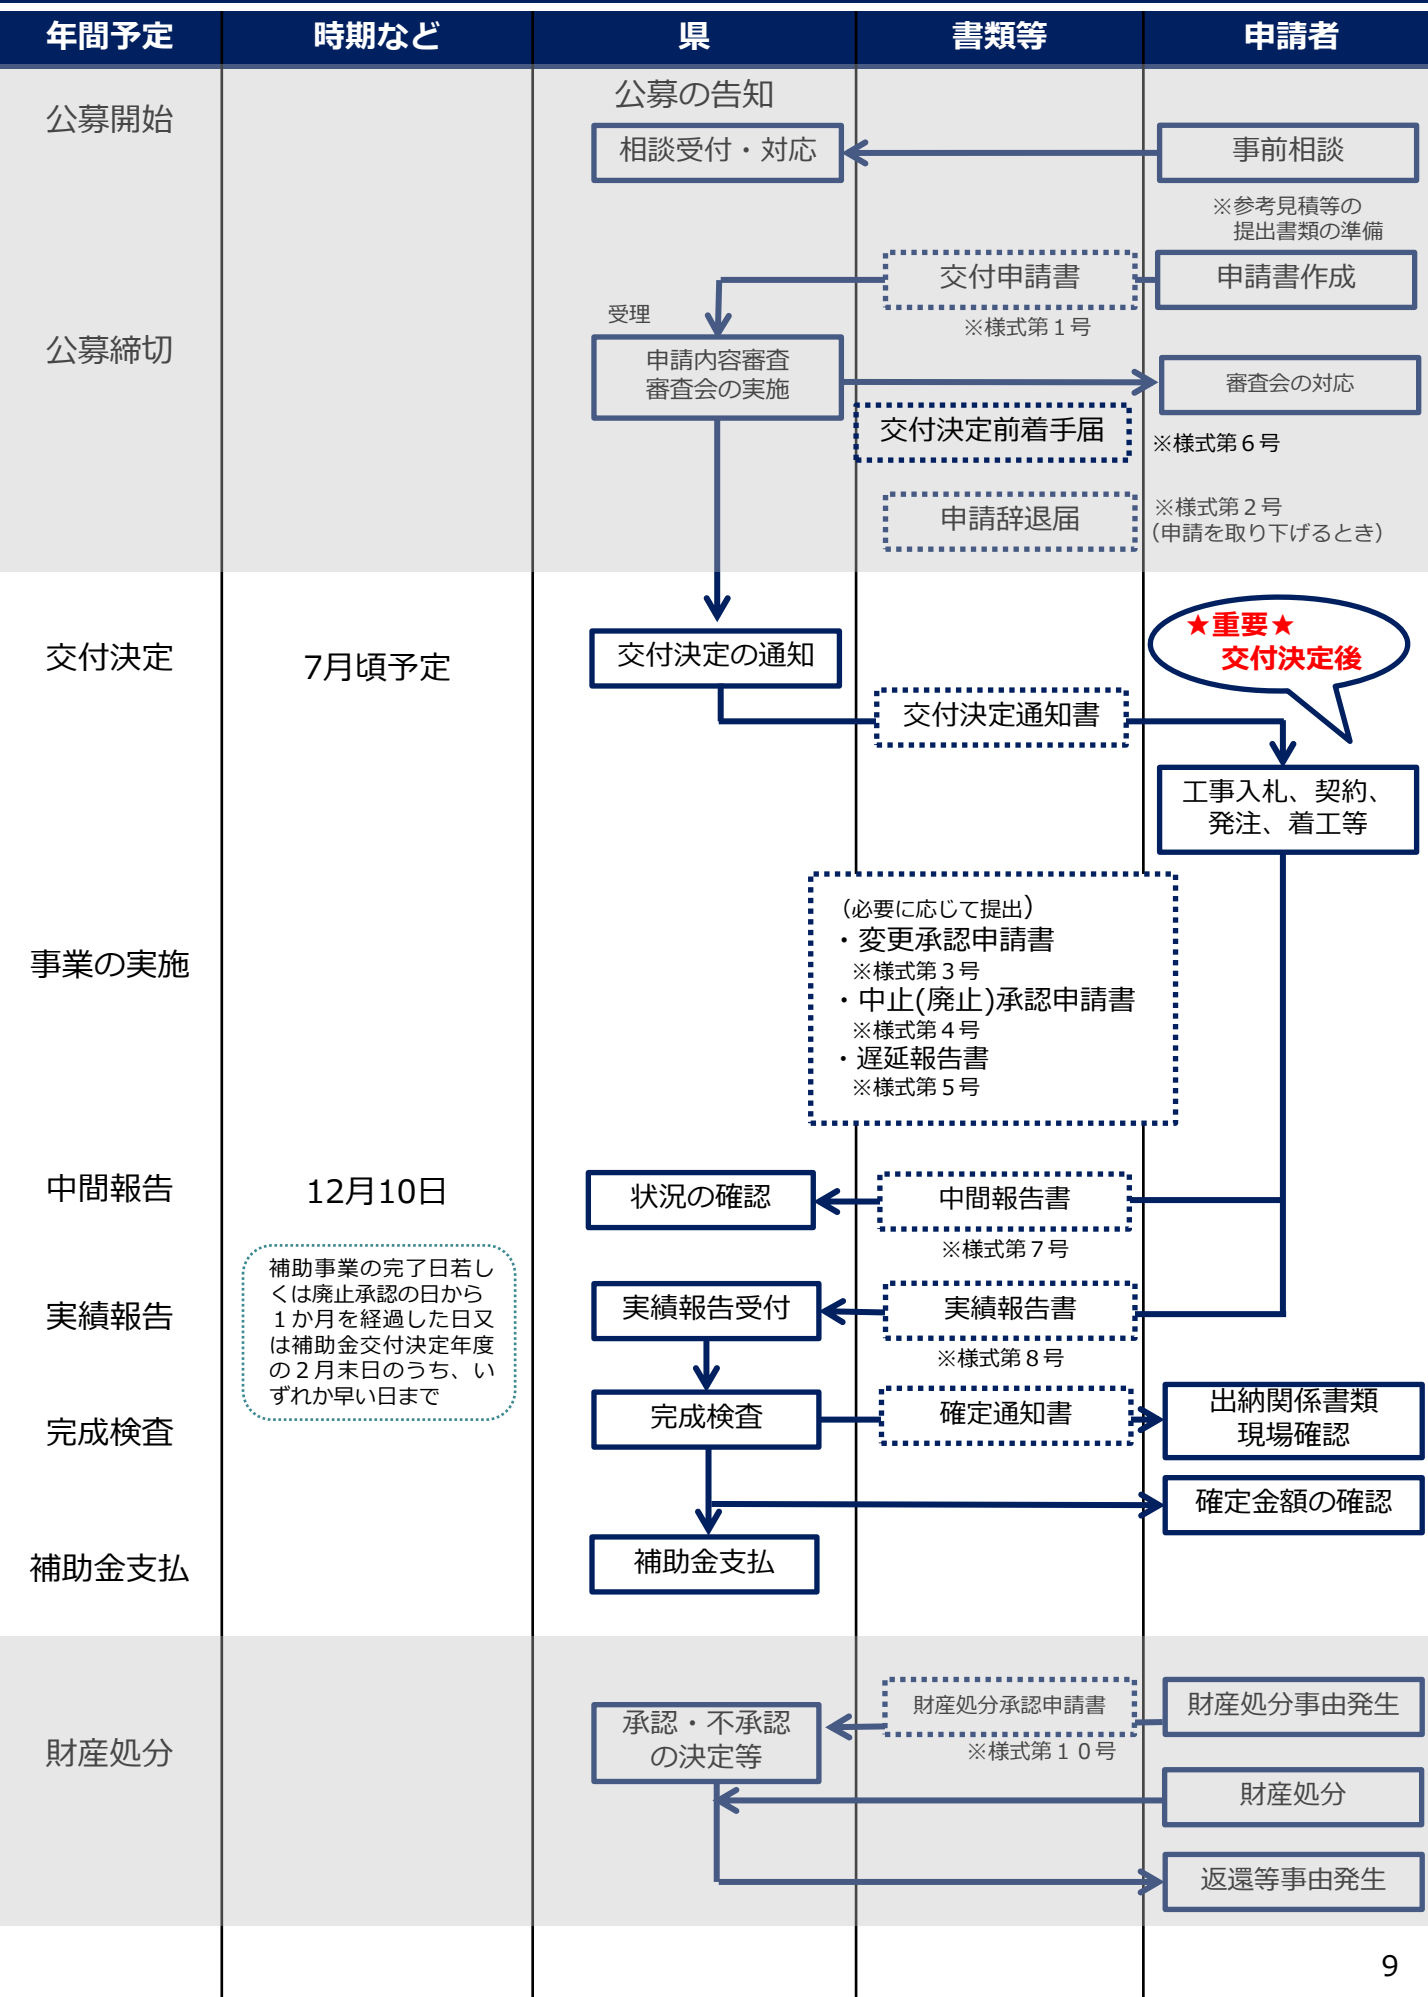 年間予定
時期など
県
書類等
申請者
公募開始
公募の告知
相談受付・対応
事前相談
※参考見積等の
提出書類の準備
交付申請書
申請書作成
※様式第１号
受理
公募締切
申請内容審査
審査会の実施
審査会の対応
交付決定前着手届
※様式第６号
申請辞退届
※様式第２号
（申請を取り下げるとき）
交付決定
7月頃予定
交付決定の通知
★重要★
交付決定後
交付決定通知書
工事入札、契約、
発注、着工等
事業の実施
（必要に応じて提出）
・変更承認申請書
※様式第３号
・中止(廃止)承認申請書
※様式第４号
・遅延報告書
※様式第５号
中間報告
12月10日
状況の確認
中間報告書
※様式第７号
実績報告
補助事業の完了日若し
くは廃止承認の日から
１か月を経過した日又
は補助金交付決定年度
の２月末日のうち、い
ずれか早い日まで
実績報告受付
実績報告書
※様式第８号
完成検査
完成検査
確定通知書
出納関係書類
現場確認
確定金額の確認
補助金支払
補助金支払
財産処分
承認・不承認
の決定等
財産処分承認申請書
※様式第１０号
財産処分事由発生
財産処分
返還等事由発生
9